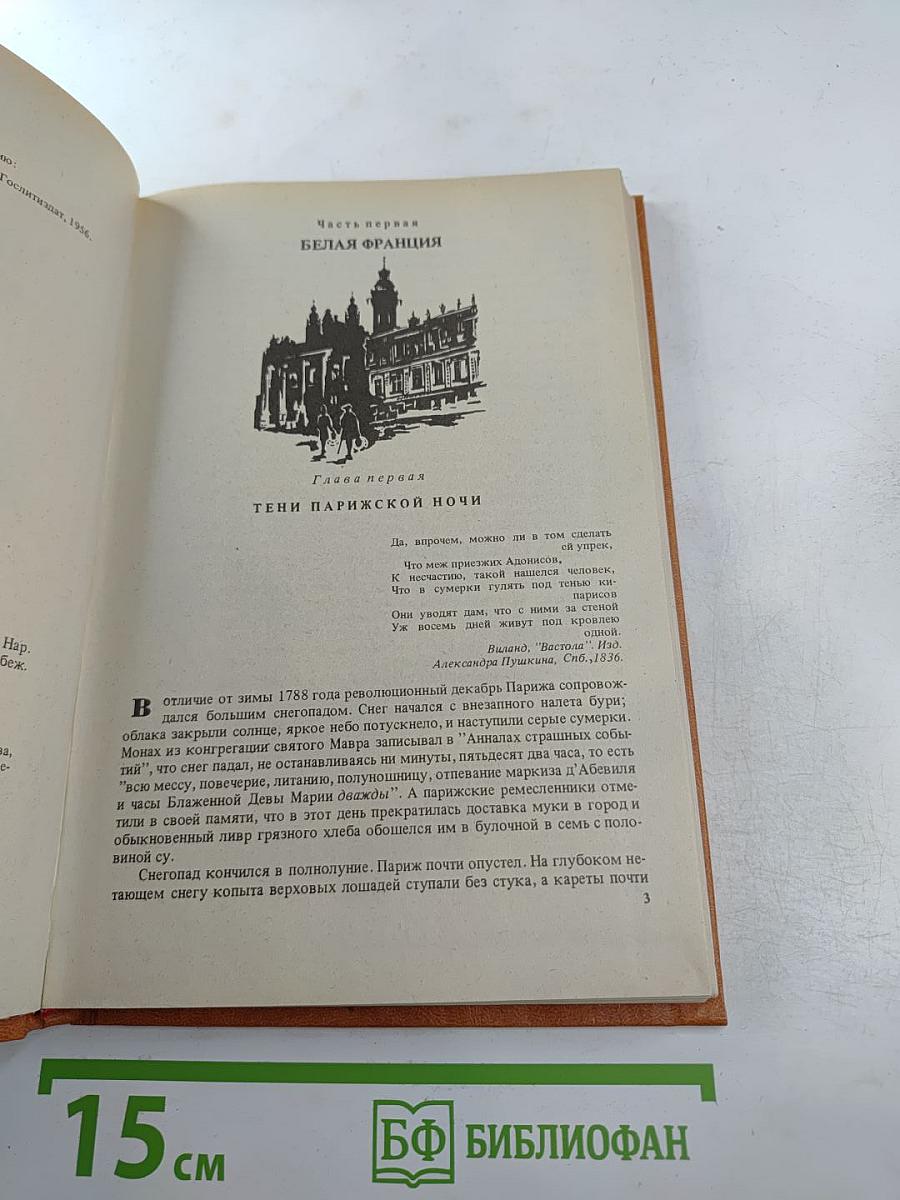 ю:
Гослитиздат, 1956.
Нар.
беж.
ва,
е-
Часть первая
БЕЛАЯ ФРАНЦИЯ
Глава первая
ТЕНИ ПАРИЖСКОЙ НОЧИ
Да, впрочем, можно ли в том сделать
ей упрек,
Что меж приезжих Адонисов,
К несчастию, такой нашелся человек,
Что в сумерки гулять под тенью ки-
парисов
Они уводят дам, что с ними за стеной
Уж восемь дней живут под кровлею
одной.
Виланд, "Вастола". Изд.
Александра Пушкина, Спб.,1836.
В отличие от зимы 1788 года революционный декабрь Парижа сопровож-
дался большим снегопадом. Снег начался с внезапного налета бури;
облака закрыли солнце, яркое небо потускнело, и наступили серые сумерки.
Монах из конгрегации святого Мавра записывал в "Анналах страшных собы-
тий", что снег падал, не останавливаясь ни минуты, пятьдесят два часа, то есть
"всю мессу, повечерие, литанию, полуношницу, отпевание маркиза д'Абевиля
и часы Блаженной Девы Марии дважды". А парижские ремесленники отме-
тили в своей памяти, что в этот день прекратилась доставка муки в город и
обыкновенный ливр грязного хлеба обошелся им в булочной в семь с поло-
виной су.
Снегопад кончился в полнолуние. Париж почти опустел. На глубоком не-
тающем снегу копыта верховых лошадей ступали без стука, а кареты почти
3
15 см
БФ БИБЛИОФАН